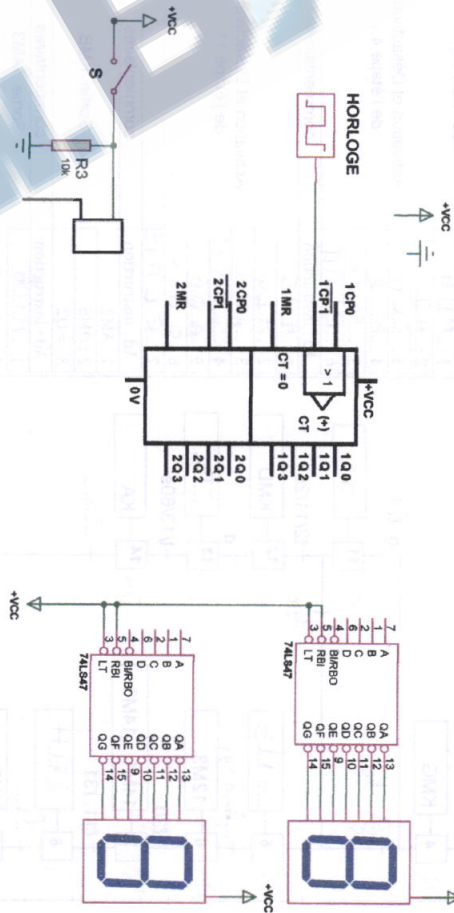 +VCC
S
R3
10k
HORLOGE
+VCC
1CP0
1CP1
1MR
2CP0
2CP1
2MR
+VCC
> 1
(+)
CT
CT = 0
0V
1Q0
1Q1
1Q2
1Q3
2Q0
2Q1
2Q2
2Q3
+VCC
7 A QA 13
1 B QB 12
2 C QC 11
6 D QD 10
4 BI/RBO QE 9
5 RBI QF 15
3 LT QG 14
74LS47
7 A QA 13
1 B QB 12
2 C QC 11
6 D QD 10
4 BI/RBO QE 9
5 RBI QF 15
3 LT QG 14
74LS47
+VCC